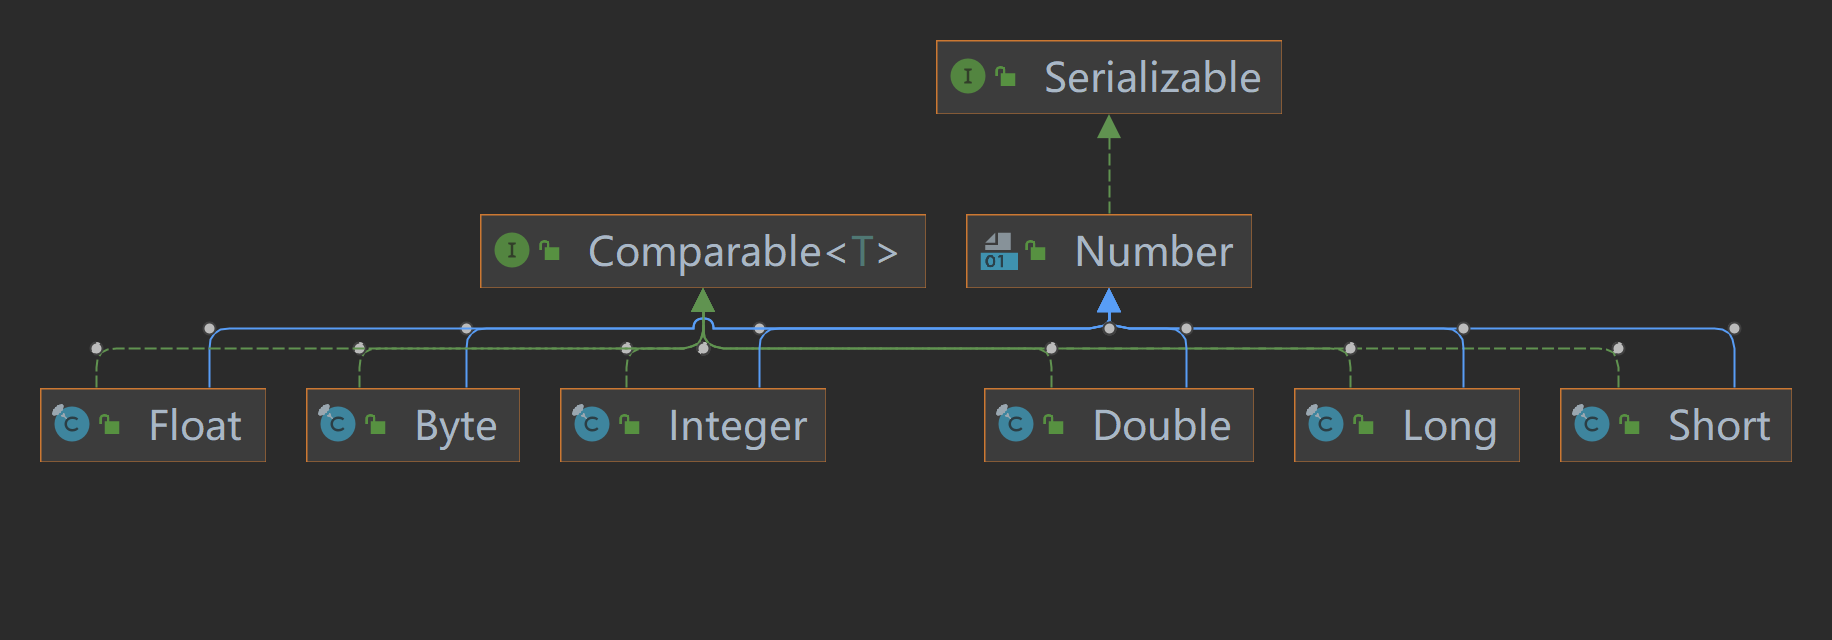 Serializable
Comparable<T>
01 Number
Float Byte Integer Double Long Short